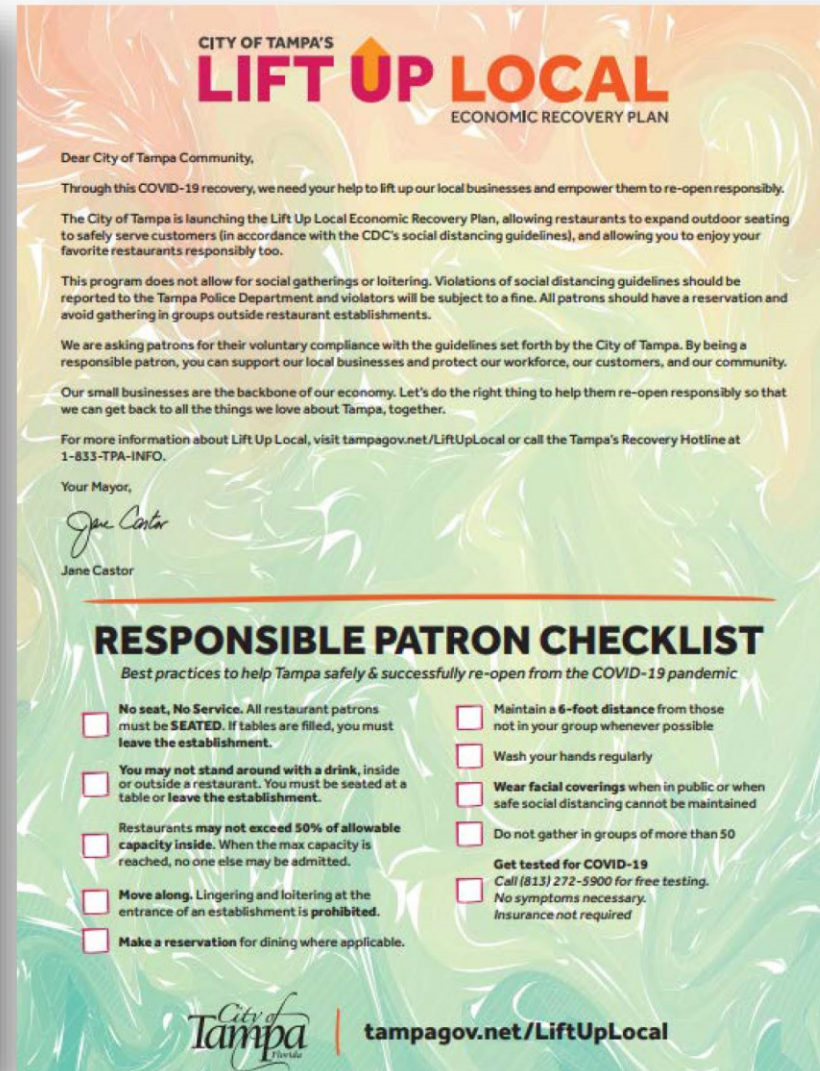 CITY OF TAMPA'S
LIFT UP LOCAL
ECONOMIC RECOVERY PLAN
Dear City of Tampa Community,
Through this COVID-19 recovery, we need your help to lift up our local businesses and empower them to re-open responsibly.
The City of Tampa is launching the Lift Up Local Economic Recovery Plan, allowing restaurants to expand outdoor seating
to safely serve customers (in accordance with the CDC's social distancing guidelines), and allowing you to enjoy your
favorite restaurants responsibly too.
This program does not allow for social gatherings or loitering. Violations of social distancing guidelines should be
reported to the Tampa Police Department and violators will be subject to a fine. All patrons should have a reservation and
avoid gathering in groups outside restaurant establishments.
We are asking patrons for their voluntary compliance with the guidelines set forth by the City of Tampa. By being a
responsible patron, you can support our local businesses and protect our workforce, our customers, and our community.
Our small businesses are the backbone of our economy. Let's do the right thing to help them re-open responsibly so that
we can get back to all the things we love about Tampa, together.
For more information about Lift Up Local, visit tampagov.net/LiftUpLocal or call the Tampa's Recovery Hotline at
1-833-TPA-INFO.
Your Mayor,
Jane Castor
Jane Castor
RESPONSIBLE PATRON CHECKLIST
Best practices to help Tampa safely & successfully re-open from the COVID-19 pandemic
No seat, No Service. All restaurant patrons
must be SEATED. If tables are filled, you must
leave the establishment.
You may not stand around with a drink, inside
or outside a restaurant. You must be seated at a
table or leave the establishment.
Restaurants may not exceed 50% of allowable
capacity inside. When the max capacity is
reached, no one else may be admitted.
Move along. Lingering and loitering at the
entrance of an establishment is prohibited.
Make a reservation for dining where applicable.
Maintain a 6-foot distance from those
not in your group whenever possible
Wash your hands regularly
Wear facial coverings when in public or when
safe social distancing cannot be maintained
Do not gather in groups of more than 50
Get tested for COVID-19
Call (813) 272-5900 for free testing.
No symptoms necessary.
Insurance not required
City of
Tampa
Florida
tampagov.net/LiftUpLocal